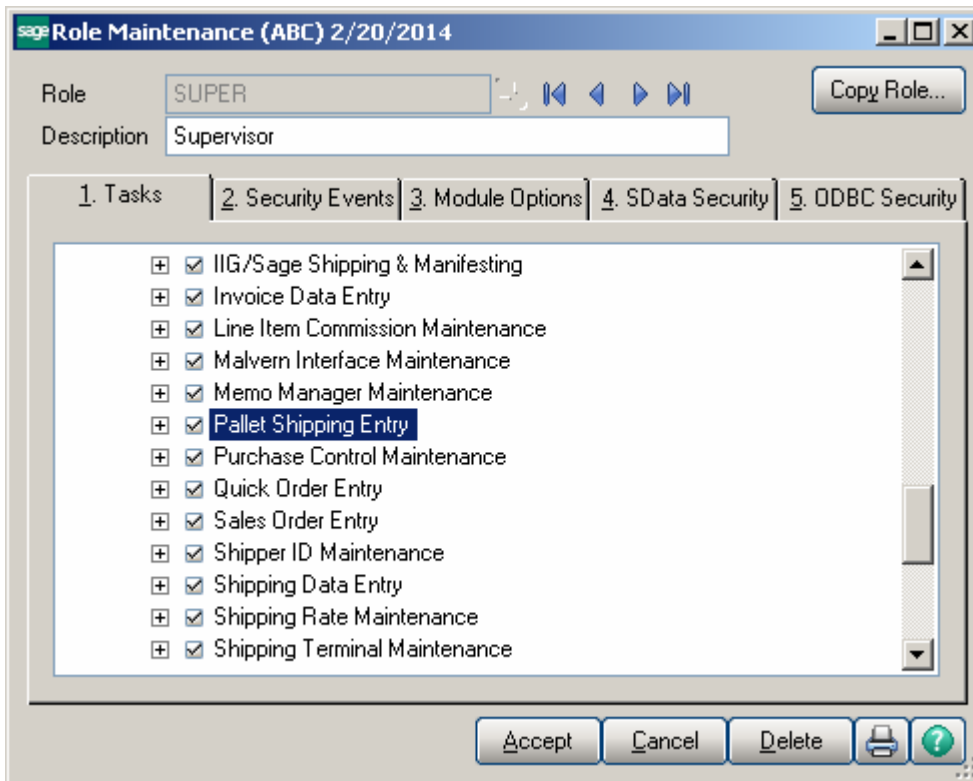 sage Role Maintenance (ABC) 2/20/2014
Role SUPER Copy Role...
Description Supervisor
1. Tasks 2. Security Events 3. Module Options 4. SData Security 5. ODBC Security
IIG/Sage Shipping & Manifesting
Invoice Data Entry
Line Item Commission Maintenance
Malvern Interface Maintenance
Memo Manager Maintenance
Pallet Shipping Entry
Purchase Control Maintenance
Quick Order Entry
Sales Order Entry
Shipper ID Maintenance
Shipping Data Entry
Shipping Rate Maintenance
Shipping Terminal Maintenance
Accept Cancel Delete ?